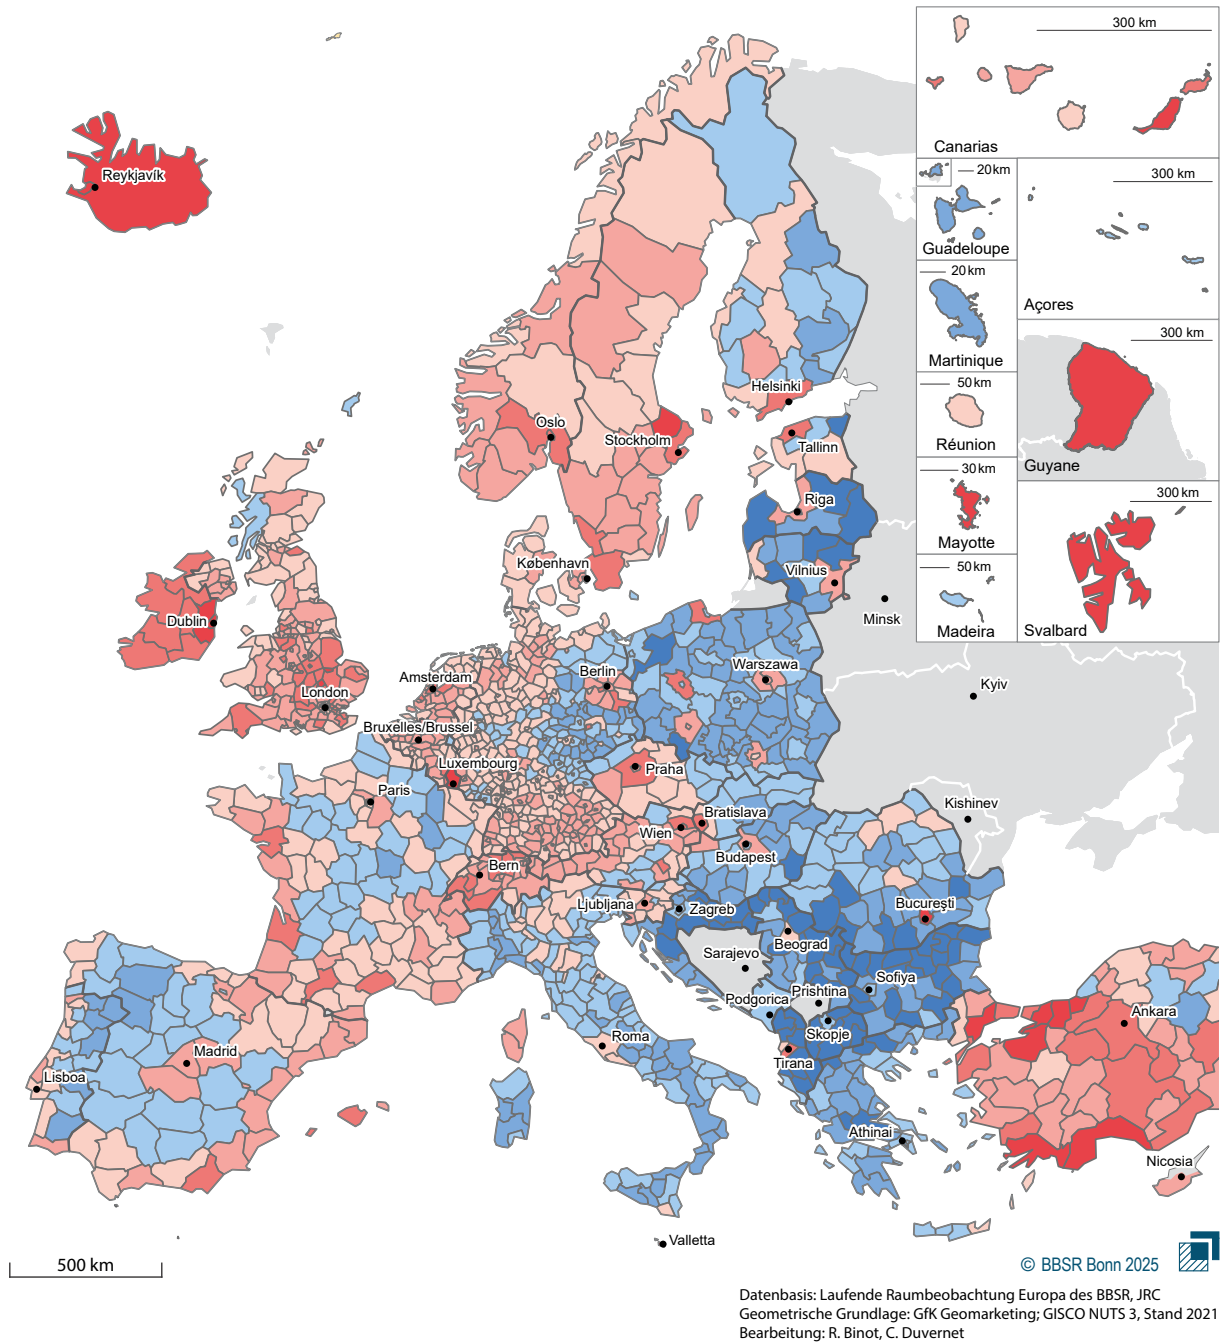 300 km
Canarias
Reykjavík
20 km
Guadeloupe
300 km
Açores
20 km
Martinique
300 km
Guyane
50 km
Réunion
30 km
Mayotte
300 km
Svalbard
50 km
Madeira
Helsinki
Oslo
Stockholm
Tallinn
Riga
København
Vilnius
Minsk
Dublin
Amsterdam
Berlin
Warszawa
Kyiv
London
Bruxelles/Brussel
Luxembourg
Praha
Paris
Kishinev
Bratislava
Wien
Budapest
Bern
Ljubljana
Zagreb
Bucureşti
Beograd
Sarajevo
Sofiya
Prishtina
Podgorica
Ankara
Skopje
Roma
Tirana
Madrid
Lisboa
Athinai
Nicosia
Valletta
500 km
© BBSR Bonn 2025
Datenbasis: Laufende Raumbeobachtung Europa des BBSR, JRC
Geometrische Grundlage: GfK Geomarketing; GISCO NUTS 3, Stand 2021
Bearbeitung: R. Binot, C. Duvernet